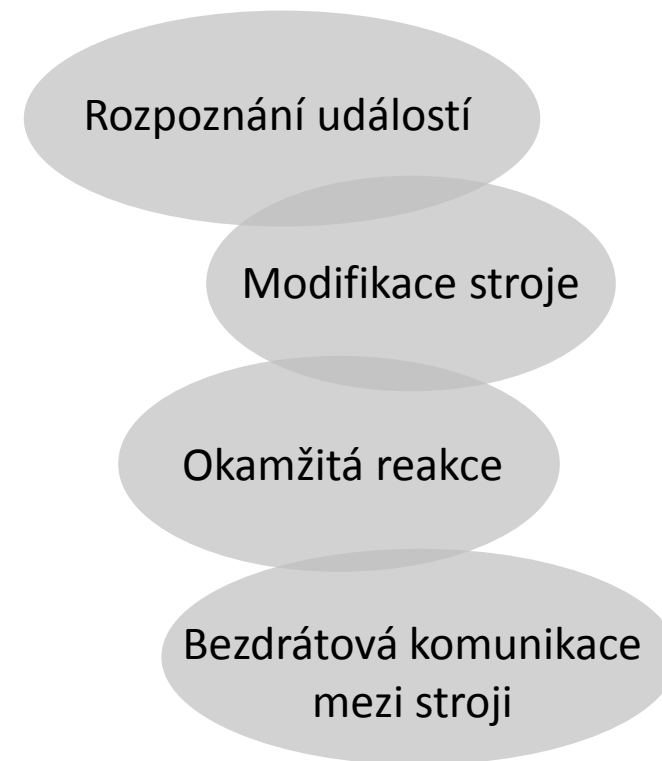 Rozpoznání událostí
Modifikace stroje
Okamžitá reakce
Bezdrátová komunikace
mezi stroji